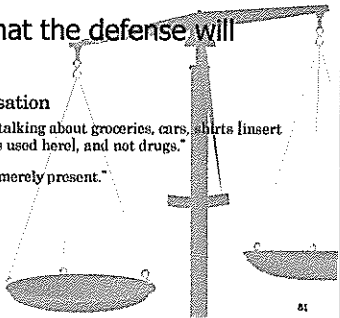 hat the defense will
sation
talking about groceries, cars, shirts [insert
s used here], and not drugs."
merely present."
81